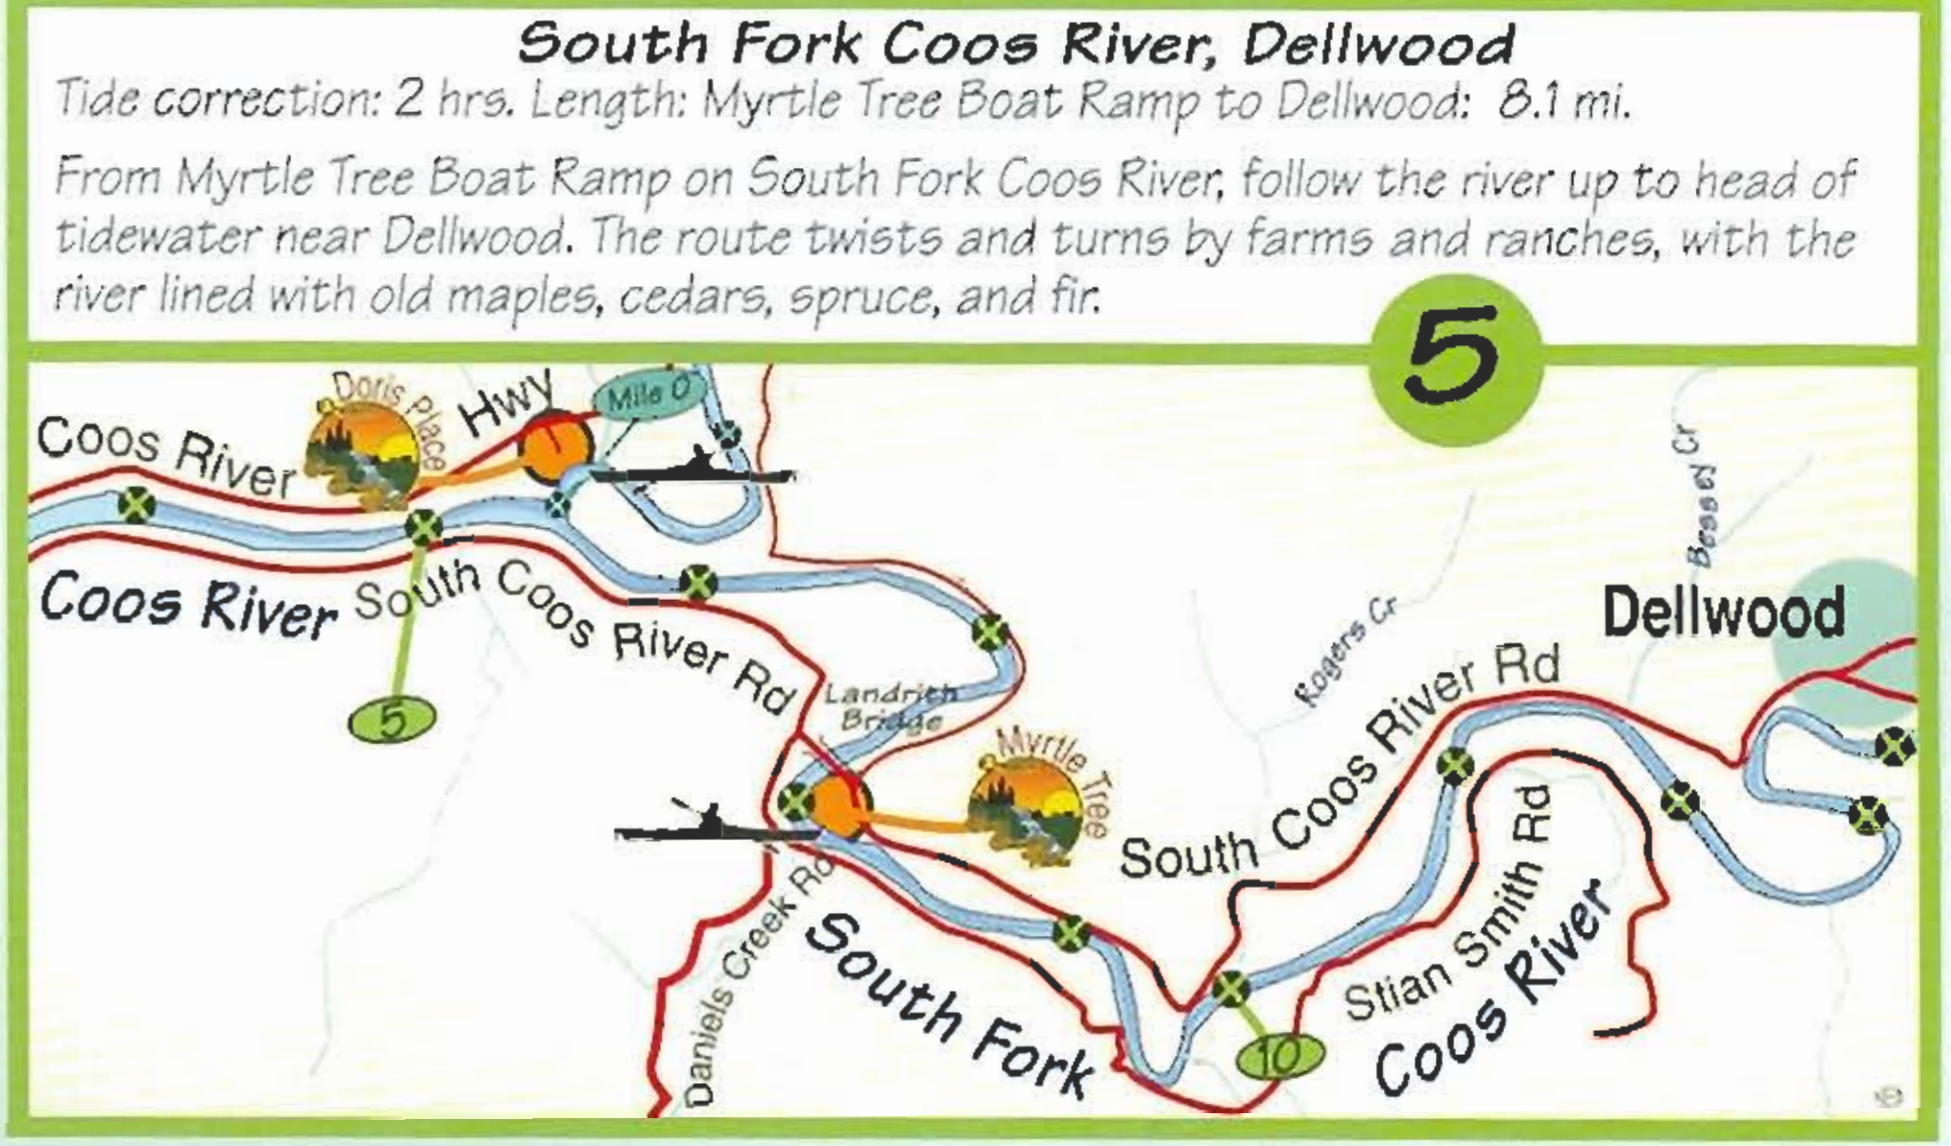 South Fork Coos River, Dellwood
Tide correction: 2 hrs. Length: Myrtle Tree Boat Ramp to Dellwood: 8.1 mi.
From Myrtle Tree Boat Ramp on South Fork Coos River, follow the river up to head of
tidewater near Dellwood. The route twists and turns by farms and ranches, with the
river lined with old maples, cedars, spruce, and fir.
5
Coos River
Hwy
Doris Place
Mile 0
Coos River
South Coos River Rd
5
Landrich
Bridge
Myrtle Tree
Rogers Cr
Bessey Cr
Dellwood
South Coos River Rd
Daniels Creek Rd
South Fork
Coos River
Stian Smith Rd
10